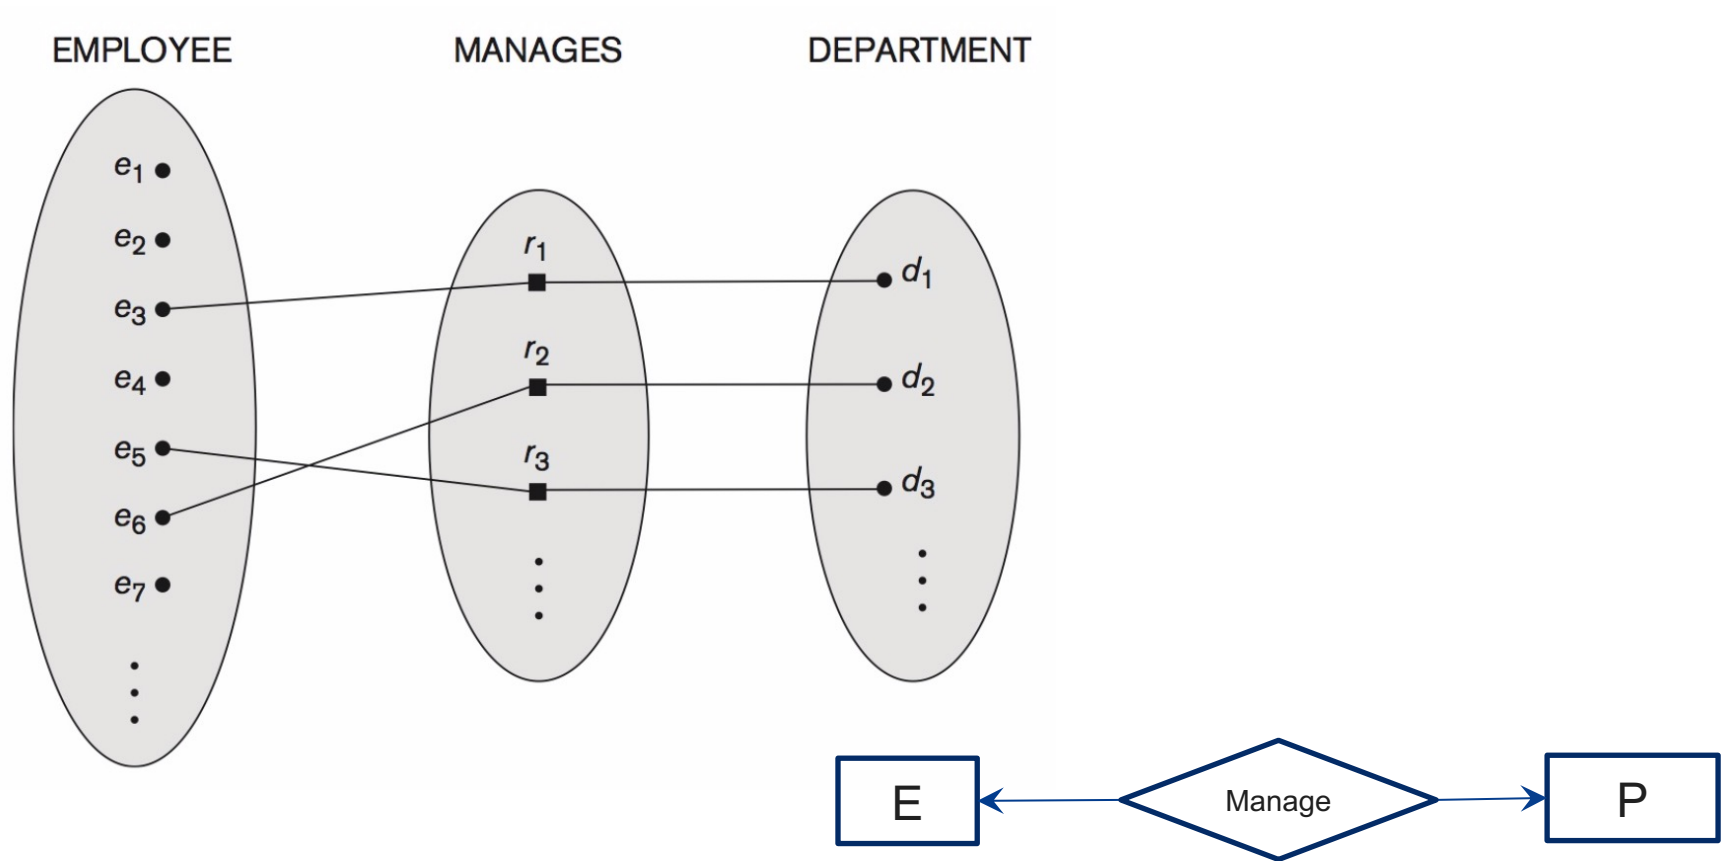 EMPLOYEE MANAGES DEPARTMENT
e1
e2
e3
e4
e5
e6
e7
r1
r2
r3
d1
d2
d3
E Manage P